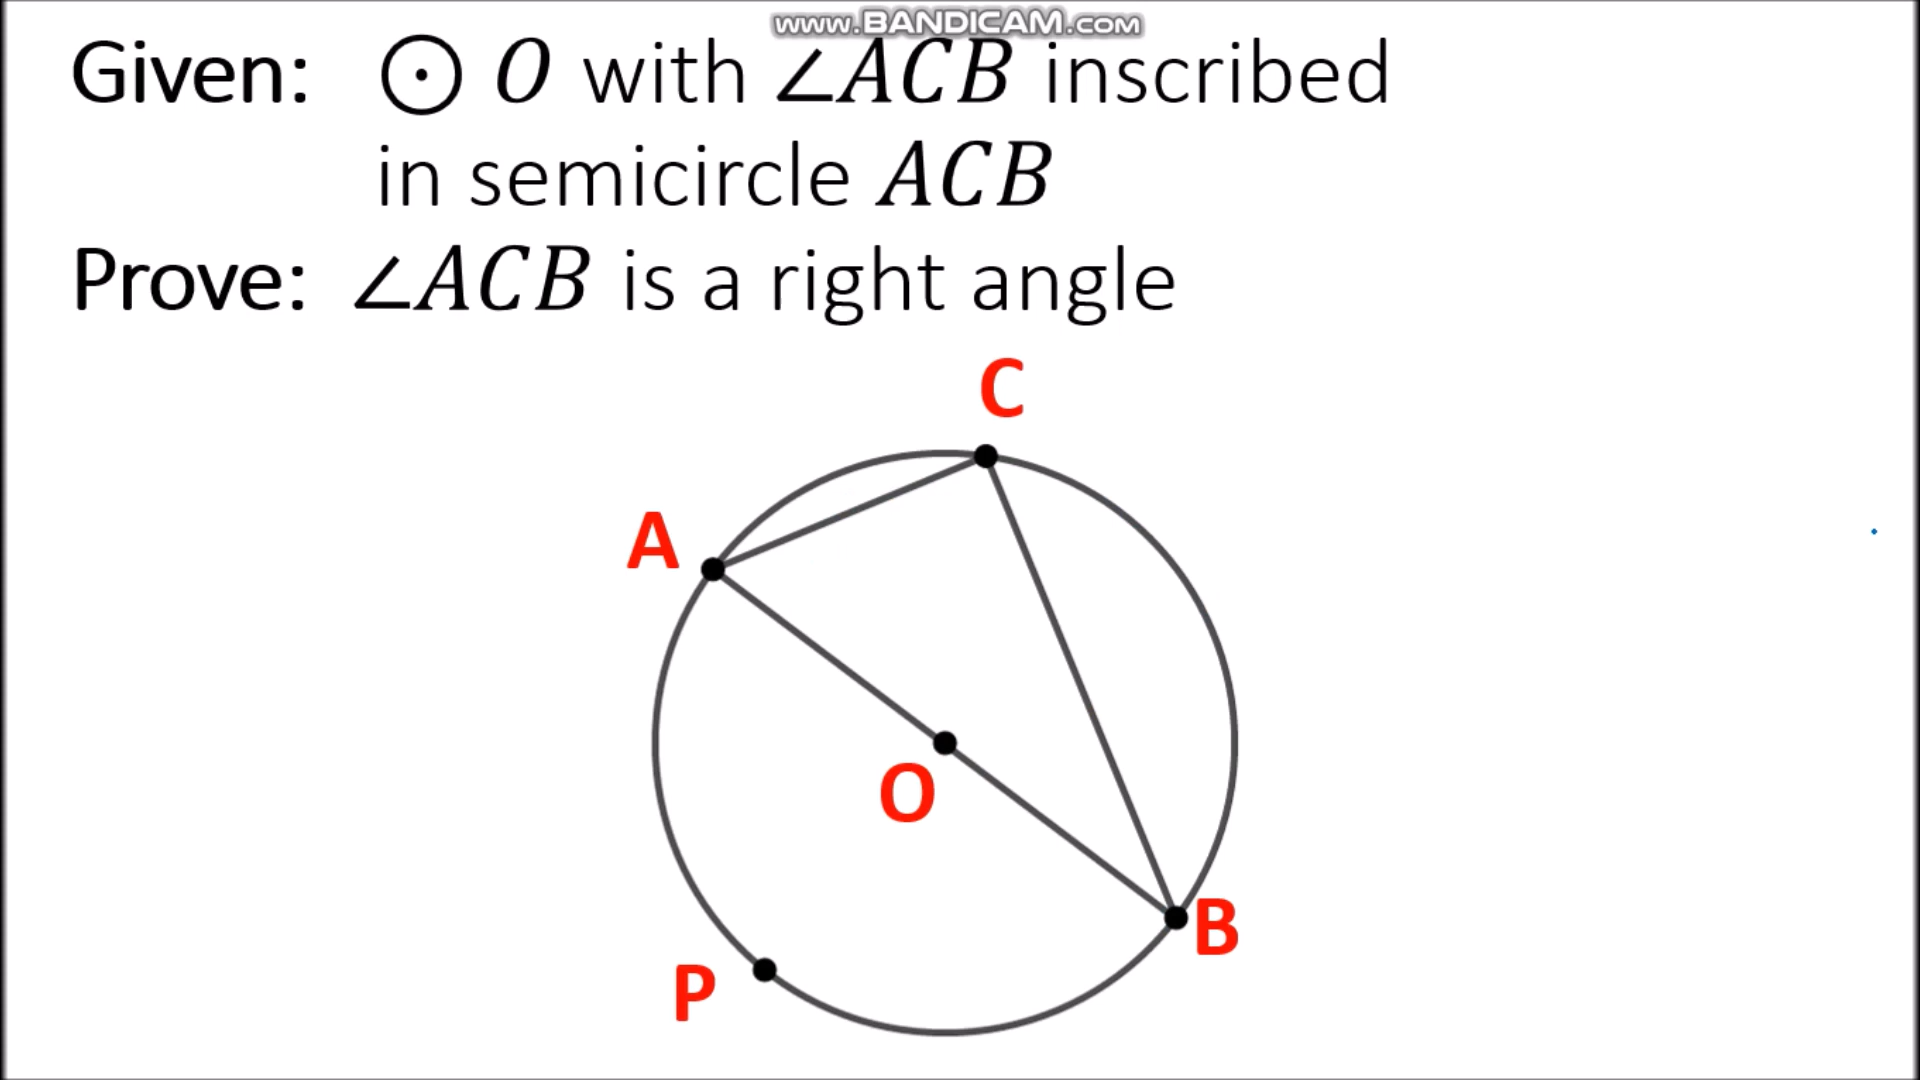 www.BANDICAM.com
Given: ⊙ O with ∠ACB inscribed
in semicircle ACB
Prove: ∠ACB is a right angle
C
A
O
B
P